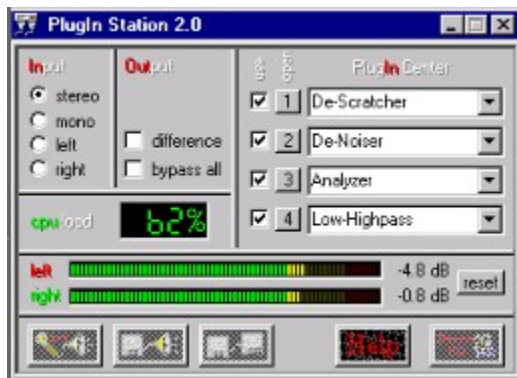 PlugIn Station 2.0
Input
Output
use
open
PlugIn Center
stereo
mono
left
right
difference
bypass all
1 De-Scratcher
2 De-Noiser
3 Analyzer
4 Low-Highpass
cpu-load 62%
left -4.8 dB
right -0.8 dB
reset
Help